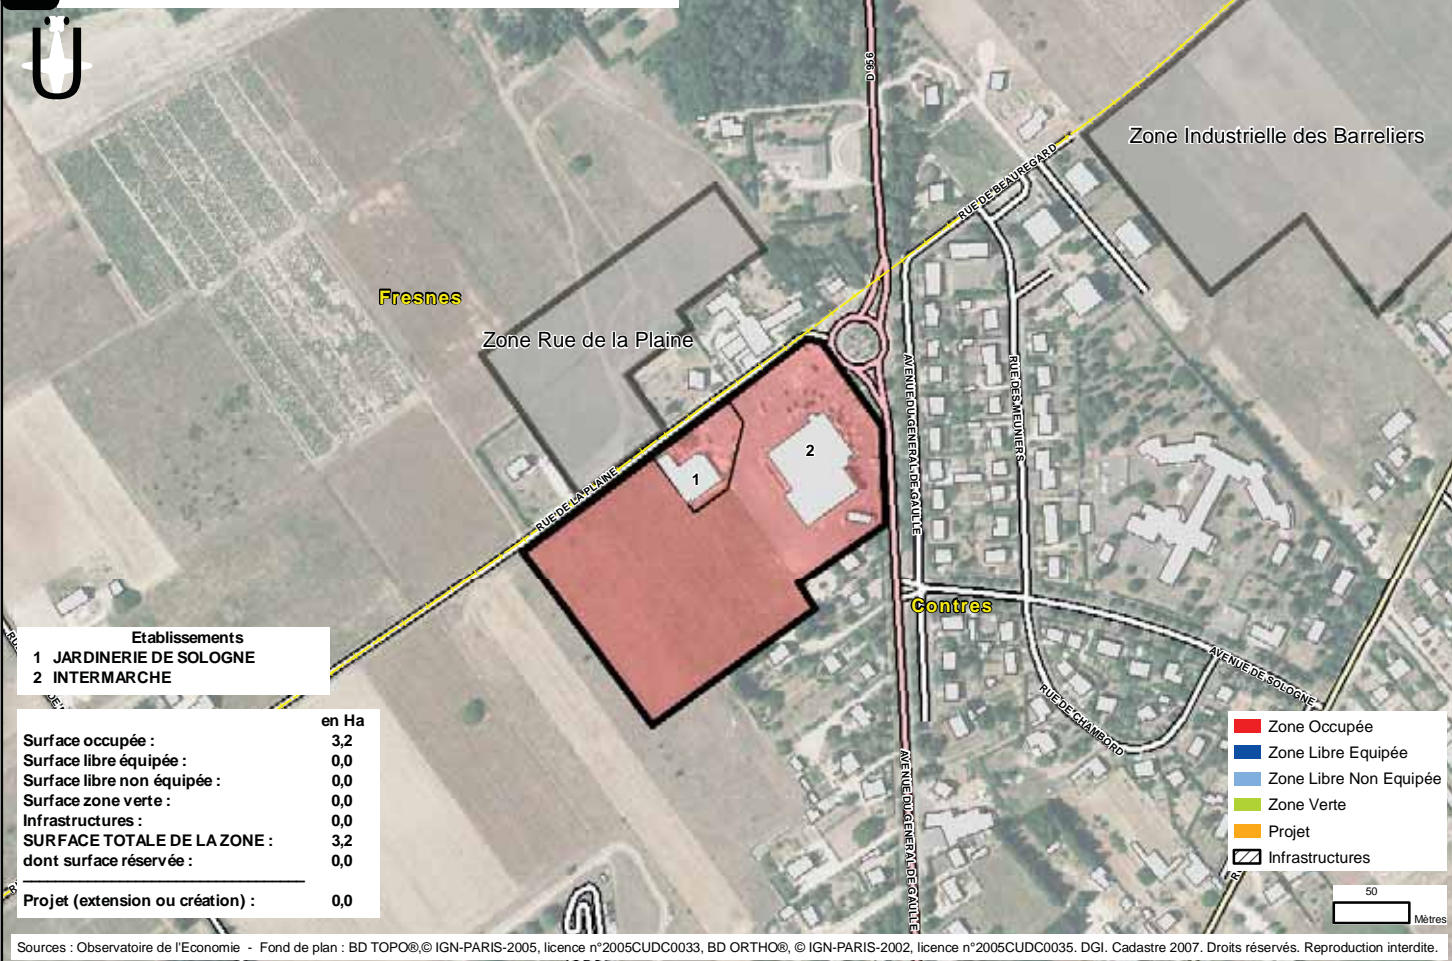 956 D
Zone Industrielle des Barreliers
RUE DE BEAUREGARD
Fresnes
Zone Rue de la Plaine
AVENUE DU GENERAL DE GAULLE
RUE DES MEUNIERS
2
1
RUE DE LA PLAINE
Contres
AVENUE DE SOLOGNE
RUE DE CHAMBORD
AVENUE DU GENERAL DE GAULLE
Etablissements
1 JARDINERIE DE SOLOGNE
2 INTERMARCHE
en Ha
Surface occupée : 3,2
Surface libre équipée : 0,0
Surface libre non équipée : 0,0
Surface zone verte : 0,0
Infrastructures : 0,0
SURFACE TOTALE DE LA ZONE : 3,2
dont surface réservée : 0,0
Projet (extension ou création) : 0,0
Zone Occupée
Zone Libre Equipée
Zone Libre Non Equipée
Zone Verte
Projet
Infrastructures
50
Mètres
Sources : Observatoire de l'Economie - Fond de plan : BD TOPO®,© IGN-PARIS-2005, licence n°2005CUDC0033, BD ORTHO®, © IGN-PARIS-2002, licence n°2005CUDC0035. DGI. Cadastre 2007. Droits réservés. Reproduction interdite.